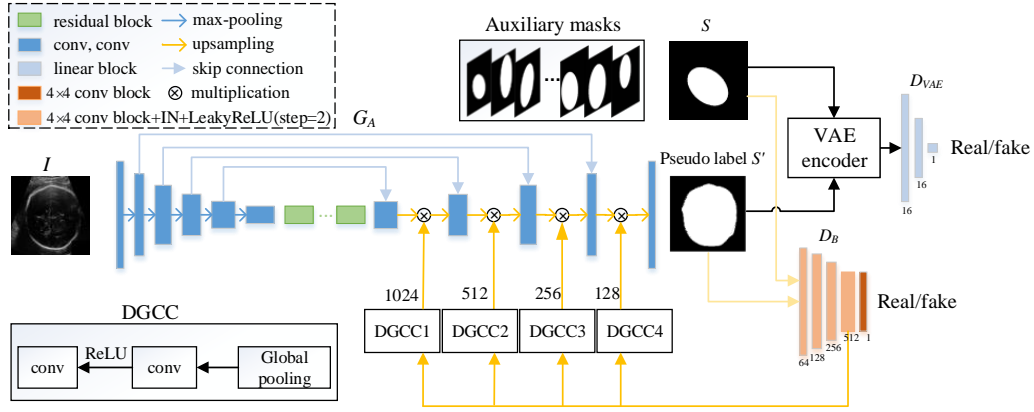 residual block
max-pooling
conv, conv
upsampling
linear block
skip connection
4×4 conv block
multiplication
4×4 conv block+IN+LeakyReLU(step=2)
Auxiliary masks
...
S
G_A
I
Pseudo label S'
VAE
encoder
D_VAE
16
16
1
Real/fake
D_B
64
128
256
512
1
Real/fake
1024
512
256
128
DGCC1
DGCC2
DGCC3
DGCC4
DGCC
conv
ReLU
conv
Global
pooling